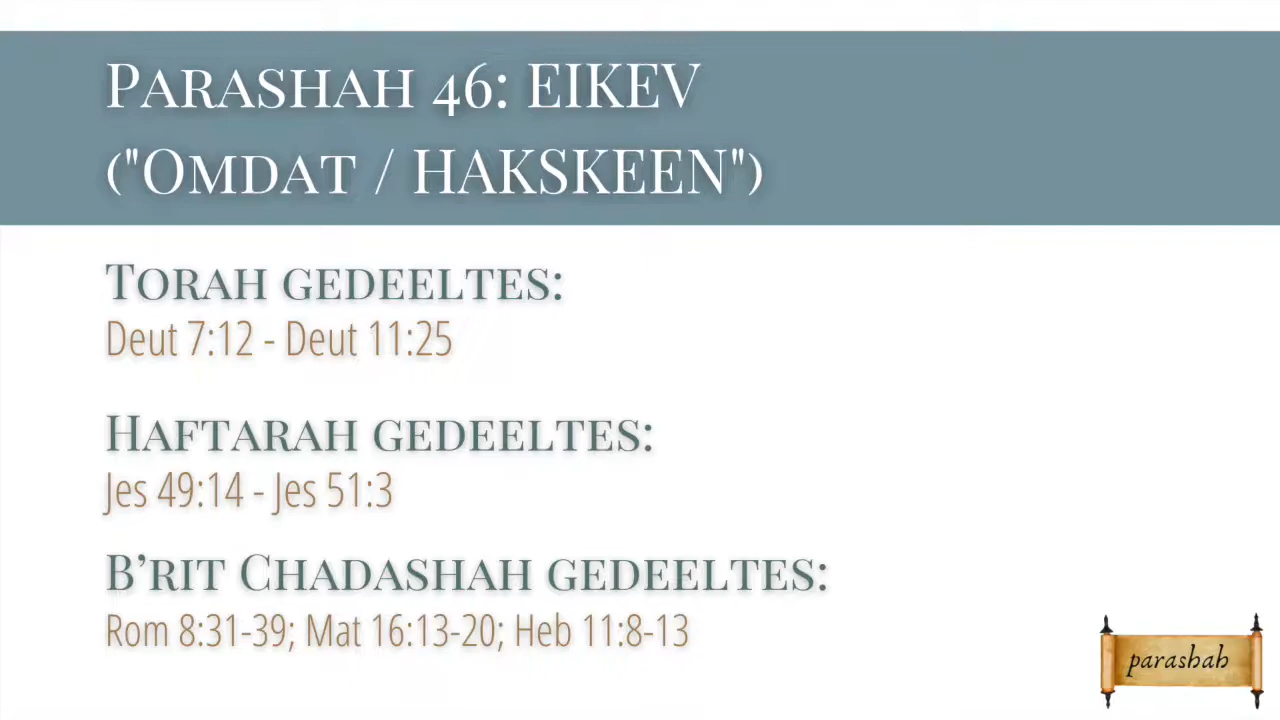 Parashah 46: EIKEV
("Omdat / HAKSKEEN")
Torah gedeeltes:
Deut 7:12 - Deut 11:25
Haftarah gedeeltes:
Jes 49:14 - Jes 51:3
B’rit Chadashah gedeeltes:
Rom 8:31-39; Mat 16:13-20; Heb 11:8-13
parashah